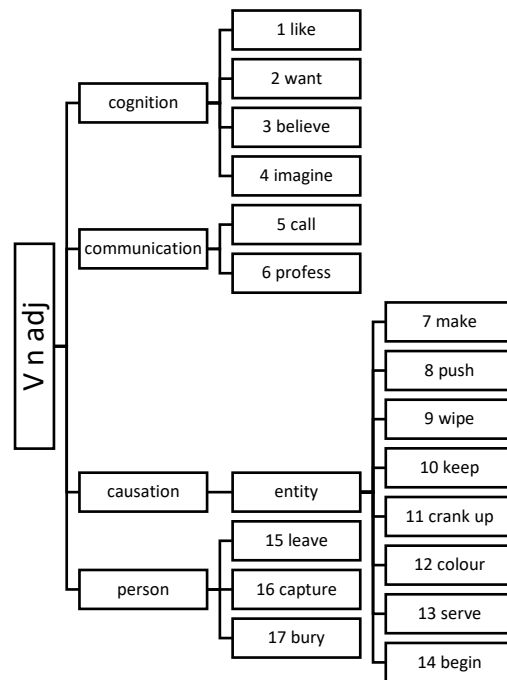 V n adj
cognition
1 like
2 want
3 believe
4 imagine
communication
5 call
6 profess
causation
entity
7 make
8 push
9 wipe
10 keep
11 crank up
12 colour
13 serve
14 begin
person
15 leave
16 capture
17 bury